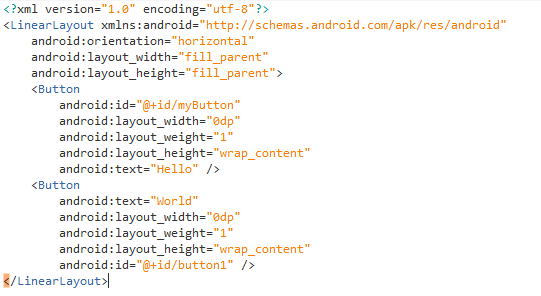 <?xml version="1.0" encoding="utf-8"?>
<LinearLayout xmlns:android="http://schemas.android.com/apk/res/android"
    android:orientation="horizontal"
    android:layout_width="fill_parent"
    android:layout_height="fill_parent">
    <Button
        android:id="@+id/myButton"
        android:layout_width="0dp"
        android:layout_weight="1"
        android:layout_height="wrap_content"
        android:text="Hello" />
    <Button
        android:text="World"
        android:layout_width="0dp"
        android:layout_weight="1"
        android:layout_height="wrap_content"
        android:id="@+id/button1" />
</LinearLayout>